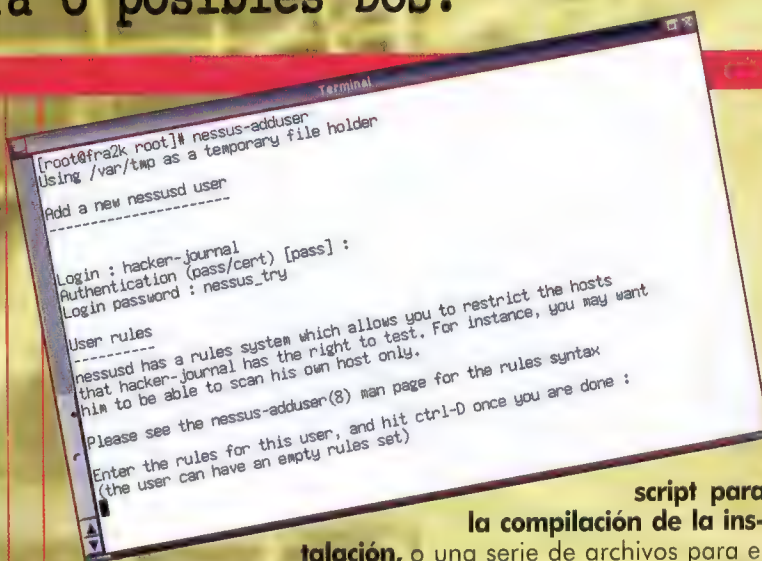 o posibles DoS.
Terminal
[root@fra2k root]# nessus-adduser
Using /var/tmp as a temporary file holder
Add a new nessusd user
----------------------
Login : hacker-journal
Authentication (pass/cert) [pass] :
Login password : nessus_try
User rules
----------
nessusd has a rules system which allows you to restrict the hosts
that hacker-journal has the right to test. For instance, you may want
him to be able to scan his own host only.
Please see the nessus-adduser(8) man page for the rules syntax
Enter the rules for this user, and hit ctrl-D once you are done :
(the user can have an empty rules set)
script para
la compilación de la ins-
talación, o una serie de archivos para e